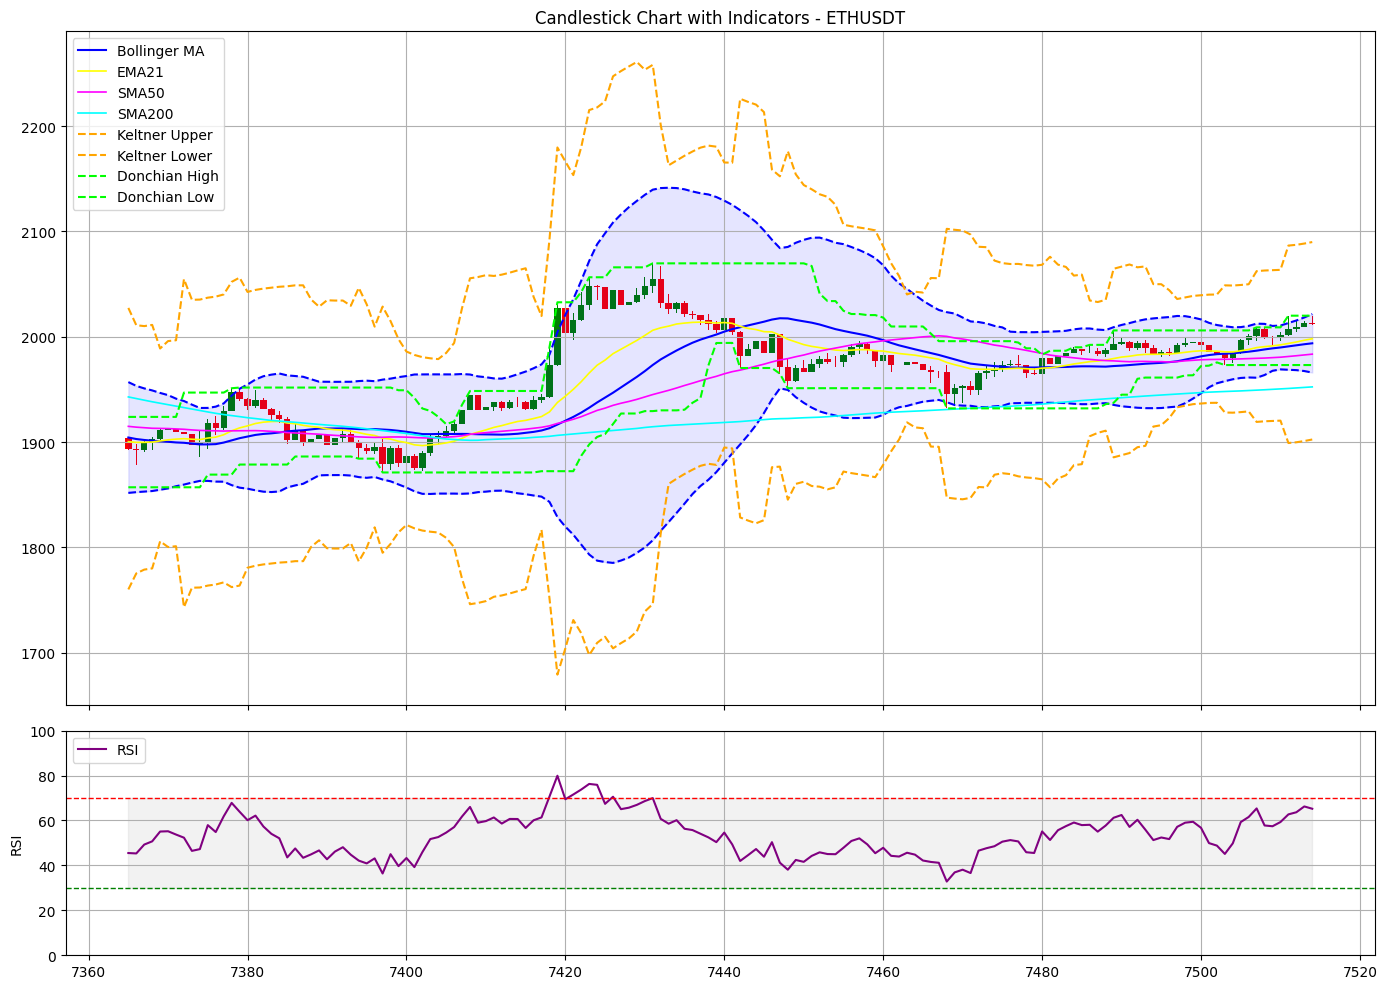 Candlestick Chart with Indicators - ETHUSDT
Bollinger MA
EMA21
SMA50
SMA200
Keltner Upper
Keltner Lower
Donchian High
Donchian Low
2200
2100
2000
1900
1800
1700
RSI
100
80
60
40
20
0
RSI
7360 7380 7400 7420 7440 7460 7480 7500 7520